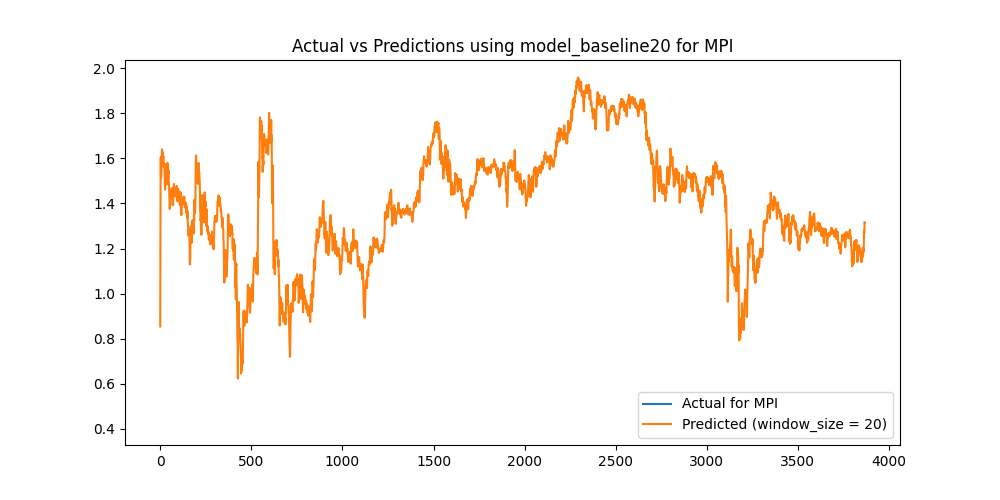 Actual vs Predictions using model_baseline20 for MPI
2.0
1.8
1.6
1.4
1.2
1.0
0.8
0.6
0.4
Actual for MPI
Predicted (window_size = 20)
0 500 1000 1500 2000 2500 3000 3500 4000